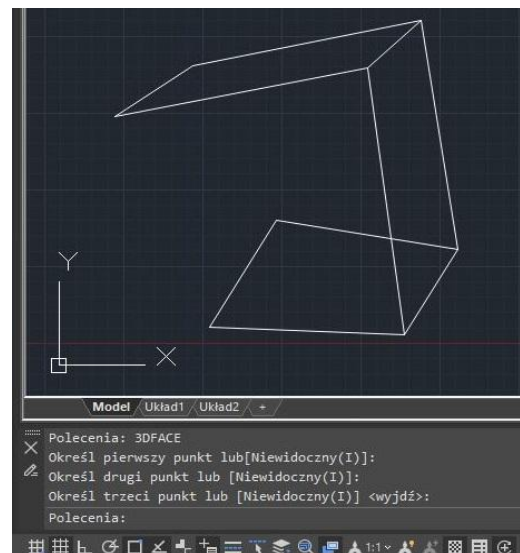 Y
X
Model Układ1 Układ2 +
Polecenia: 3DFACE
Określ pierwszy punkt lub[Niewidoczny(I)]:
Określ drugi punkt lub [Niewidoczny(I)]:
Określ trzeci punkt lub [Niewidoczny(I)] <wyjdź>:
Polecenia:
1:1